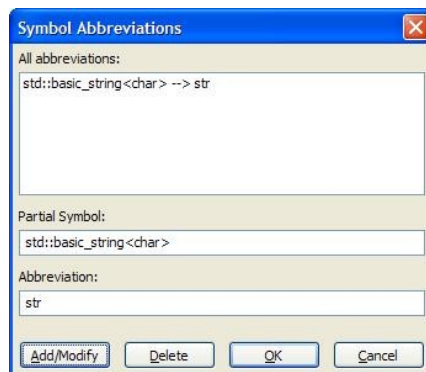 Symbol Abbreviations
All abbreviations:
std::basic_string<char> --> str
Partial Symbol:
std::basic_string<char>
Abbreviation:
str
Add/Modify Delete OK Cancel